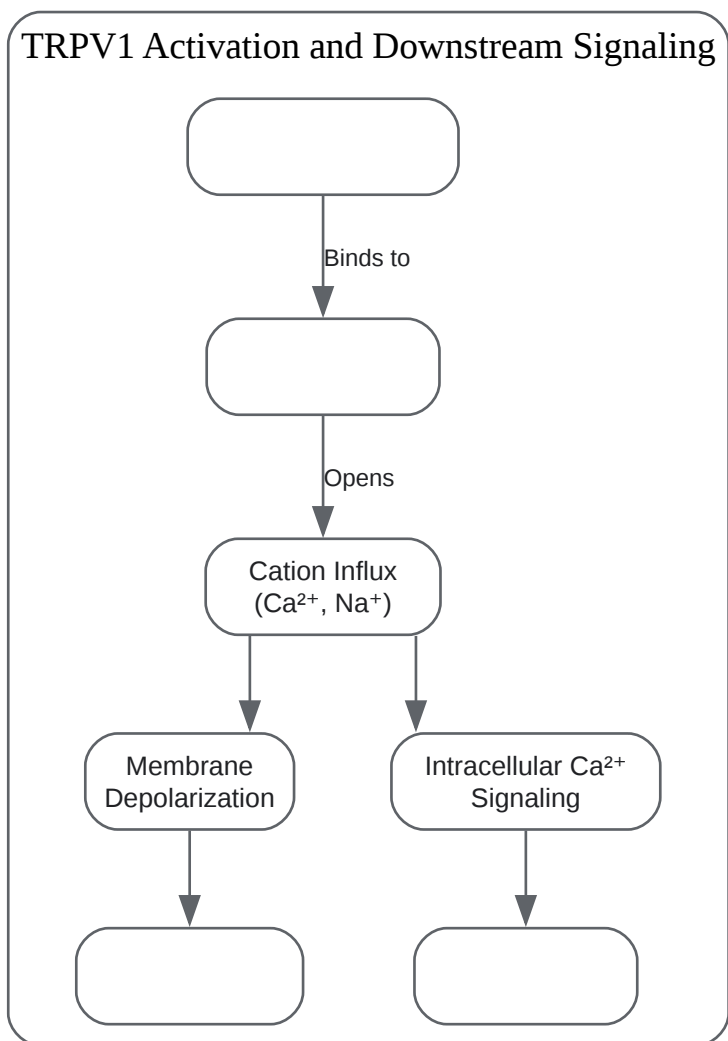 TRPV1 Activation and Downstream Signaling
Binds to
Opens
Cation Influx
(Ca²⁺, Na⁺)
Membrane
Depolarization
Intracellular Ca²⁺
Signaling